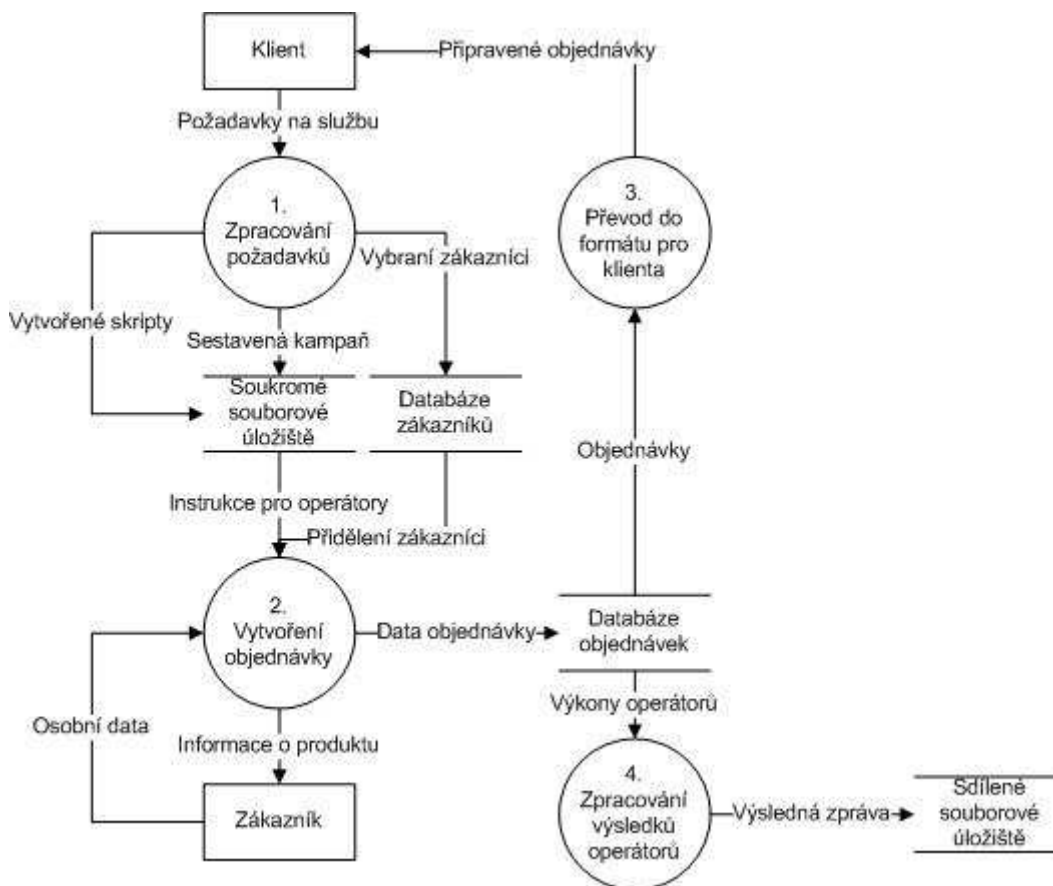 Klient
Připravené objednávky
Požadavky na službu
1.
Zpracování
požadavků
3.
Převod do
formátu pro
klienta
Vybraní zákazníci
Vytvořené skripty
Sestavená kampaň
Soukromé
souborové
úložiště
Databáze
zákazníků
Objednávky
Instrukce pro operátory
Přidělení zákazníci
2.
Vytvoření
objednávky
Data objednávky
Databáze
objednávek
Osobní data
Výkony operátorů
Informace o produktu
Zákazník
4.
Zpracování
výsledků
operátorů
Výsledná zpráva
Sdílené
souborové
úložiště